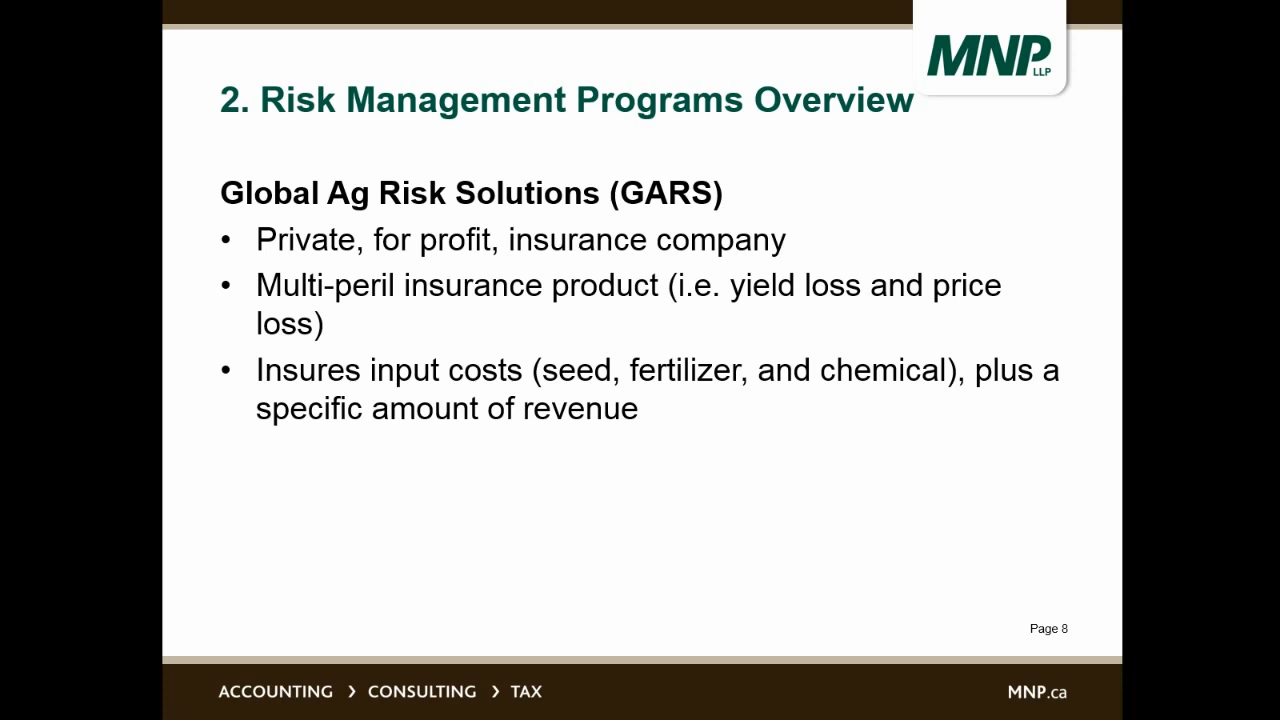 MNP
LLP
2. Risk Management Programs Overview
Global Ag Risk Solutions (GARS)
• Private, for profit, insurance company
• Multi-peril insurance product (i.e. yield loss and price
loss)
• Insures input costs (seed, fertilizer, and chemical), plus a
specific amount of revenue
Page 8
ACCOUNTING › CONSULTING › TAX
MNP.ca